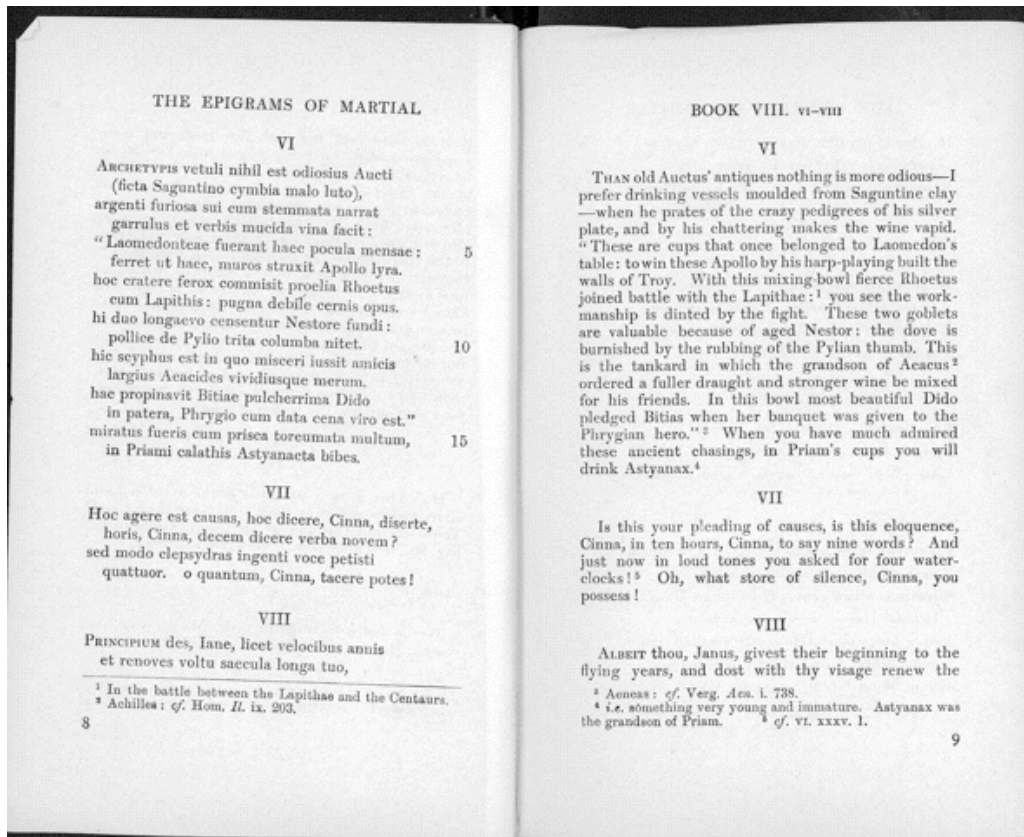 THE EPIGRAMS OF MARTIAL
VI
ARCHETYPIS vetuli nihil est odiosius Aucti
(ficta Saguntino cymbia malo luto),
argenti furiosa sui cum stemmata narrat
garrulus et verbis mucida vina facit:
"Laomedonteae fuerant haec pocula mensae: 5
ferret ut haec, muros struxit Apollo lyra.
hoc cratere ferox commisit proelia Rhoetus
cum Lapithis: pugna debile cernis opus.
hi duo longaevo censentur Nestore fundi:
pollice de Pylio trita columba nitet. 10
hic scyphus est in quo misceri iussit amicis
largius Aeacides vividiusque merum.
hac propinavit Bitiae pulcherrima Dido
in patera, Phrygio cum data cena viro est."
miratus fueris cum prisca toreumata multum, 15
in Priami calathis Astyanacta bibes.
VII
HOC agere est causas, hoc dicere, Cinna, diserte,
horis, Cinna, decem dicere verba novem?
sed modo clepsydras ingenti voce petisti
quattuor. o quantum, Cinna, tacere potes!
VIII
PRINCIPIUM des, Iane, licet velocibus annis
et renoves voltu saecula longa tuo,
¹ In the battle between the Lapithae and the Centaurs.
² Achilles: cf. Hom. Il. ix. 203.
8
BOOK VIII. VI-VIII
VI
THAN old Auctus' antiques nothing is more odious—I
prefer drinking vessels moulded from Saguntine clay
—when he prates of the crazy pedigrees of his silver
plate, and by his chattering makes the wine vapid.
"These are cups that once belonged to Laomedon's
table: to win these Apollo by his harp-playing built the
walls of Troy. With this mixing-bowl fierce Rhoetus
joined battle with the Lapithae:¹ you see the work-
manship is dinted by the fight. These two goblets
are valuable because of aged Nestor: the dove is
burnished by the rubbing of the Pylian thumb. This
is the tankard in which the grandson of Aeacus²
ordered a fuller draught and stronger wine be mixed
for his friends. In this bowl most beautiful Dido
pledged Bitias when her banquet was given to the
Phrygian hero."³ When you have much admired
these ancient chasings, in Priam's cups you will
drink Astyanax.⁴
VII
Is this your pleading of causes, is this eloquence,
Cinna, in ten hours, Cinna, to say nine words? And
just now in loud tones you asked for four water-
clocks!⁵ Oh, what store of silence, Cinna, you
possess!
VIII
ALBEIT thou, Janus, givest their beginning to the
flying years, and dost with thy visage renew the
³ Aeneas: cf. Verg. Aen. i. 738.
⁴ i.e. something very young and immature. Astyanax was
the grandson of Priam. ⁵ cf. VI. xxxv. 1.
9